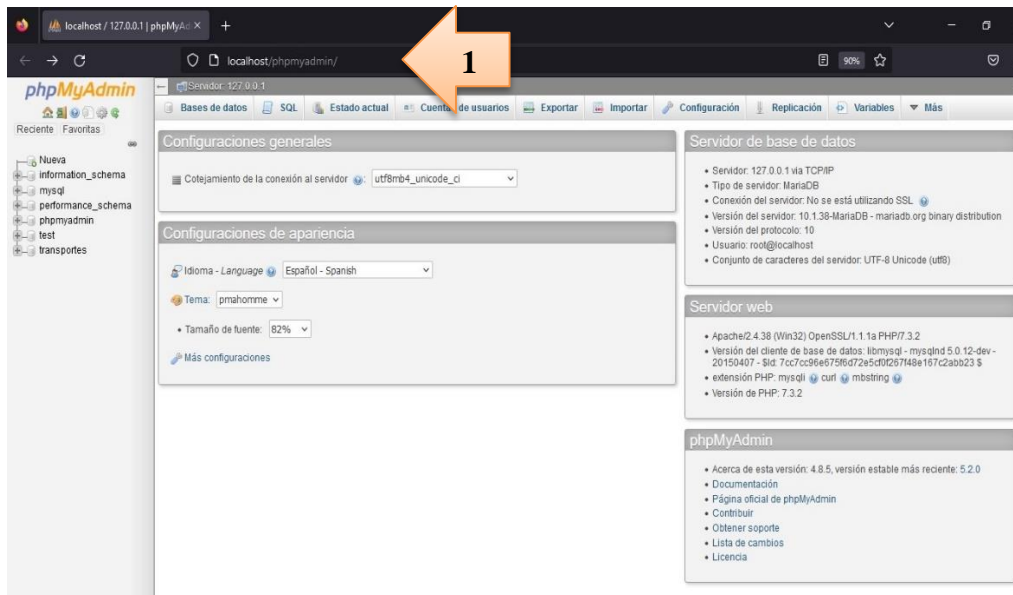 localhost / 127.0.0.1 | phpMyAd
localhost/phpmyadmin/
90%
1
phpMyAdmin
Reciente Favoritas
Nueva
information_schema
mysql
performance_schema
phpmyadmin
test
transportes
Servidor: 127.0.0.1
Bases de datos SQL Estado actual Cuentas de usuarios Exportar Importar Configuración Replicación Variables Más
Configuraciones generales
Cotejamiento de la conexión al servidor : utf8mb4_unicode_ci
Configuraciones de apariencia
Idioma - Language Español - Spanish
Tema: pmahomme
• Tamaño de fuente: 82%
Más configuraciones
Servidor de base de datos
• Servidor: 127.0.0.1 via TCP/IP
• Tipo de servidor: MariaDB
• Conexión del servidor: No se está utilizando SSL
• Versión del servidor: 10.1.38-MariaDB - mariadb.org binary distribution
• Versión del protocolo: 10
• Usuario: root@localhost
• Conjunto de caracteres del servidor: UTF-8 Unicode (utf8)
Servidor web
• Apache/2.4.38 (Win32) OpenSSL/1.1.1a PHP/7.3.2
• Versión del cliente de base de datos: libmysql - mysqlnd 5.0.12-dev -
20150407 - $Id: 7cc7cc96e675f6d72e5cf0f267f48e167c2abb23 $
• extensión PHP: mysqli curl mbstring
• Versión de PHP: 7.3.2
phpMyAdmin
• Acerca de esta versión: 4.8.5, versión estable más reciente: 5.2.0
• Documentación
• Página oficial de phpMyAdmin
• Contribuir
• Obtener soporte
• Lista de cambios
• Licencia